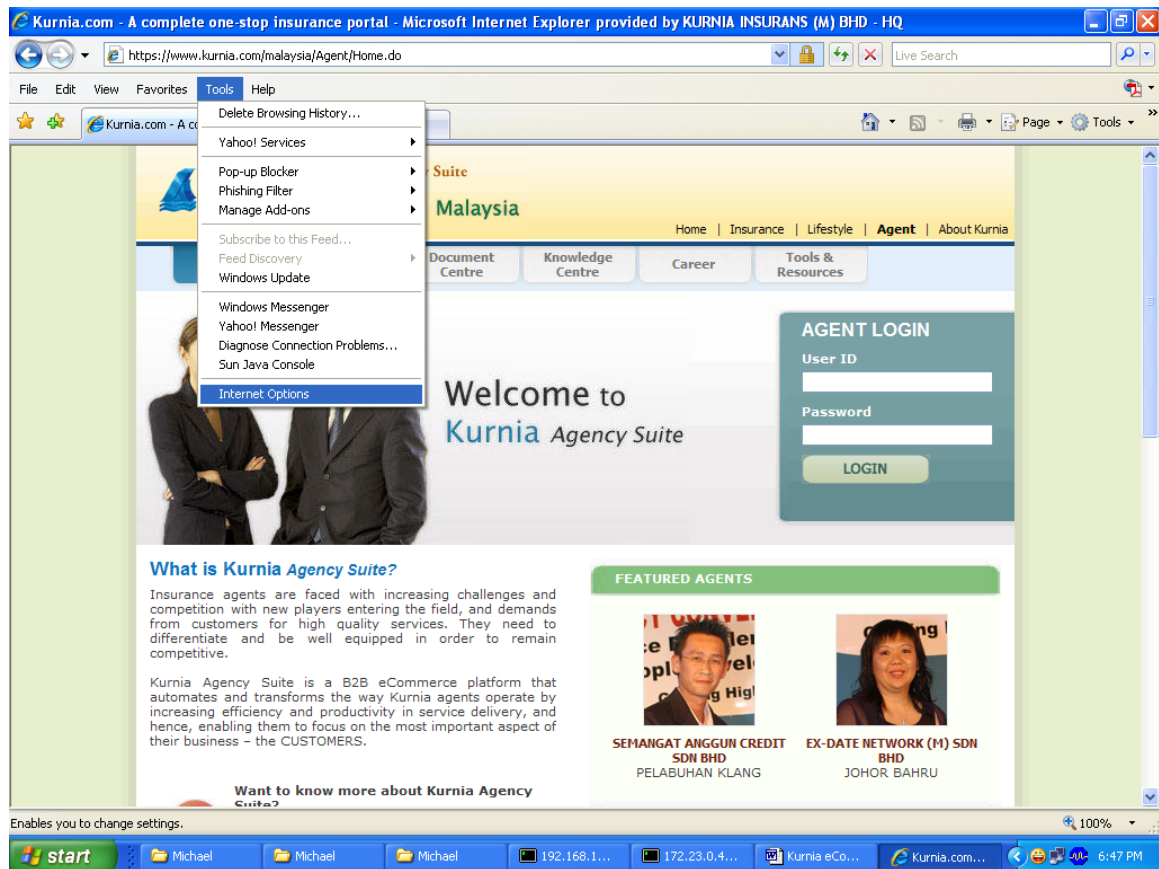 Kurnia.com - A complete one-stop insurance portal - Microsoft Internet Explorer provided by KURNIA INSURANS (M) BHD - HQ
https://www.kurnia.com/malaysia/Agent/Home.do
Live Search
File Edit View Favorites Tools Help
Kurnia.com - A
Page Tools
Delete Browsing History...
Yahoo! Services
Pop-up Blocker
Phishing Filter
Manage Add-ons
Subscribe to this Feed...
Feed Discovery
Windows Update
Windows Messenger
Yahoo! Messenger
Diagnose Connection Problems...
Sun Java Console
Internet Options
Suite
Malaysia
Home | Insurance | Lifestyle | Agent | About Kurnia
Document Centre
Knowledge Centre
Career
Tools & Resources
Welcome to
Kurnia Agency Suite
AGENT LOGIN
User ID
Password
LOGIN
What is Kurnia Agency Suite?
Insurance agents are faced with increasing challenges and
competition with new players entering the field, and demands
from customers for high quality services. They need to
differentiate and be well equipped in order to remain
competitive.
Kurnia Agency Suite is a B2B eCommerce platform that
automates and transforms the way Kurnia agents operate by
increasing efficiency and productivity in service delivery, and
hence, enabling them to focus on the most important aspect of
their business – the CUSTOMERS.
Want to know more about Kurnia Agency
Suite?
FEATURED AGENTS
SEMANGAT ANGGUN CREDIT
SDN BHD
PELABUHAN KLANG
EX-DATE NETWORK (M) SDN
BHD
JOHOR BAHRU
Enables you to change settings.
100%
start
Michael
Michael
Michael
192.168.1...
172.23.0.4...
Kurnia eCo...
Kurnia.com...
6:47 PM